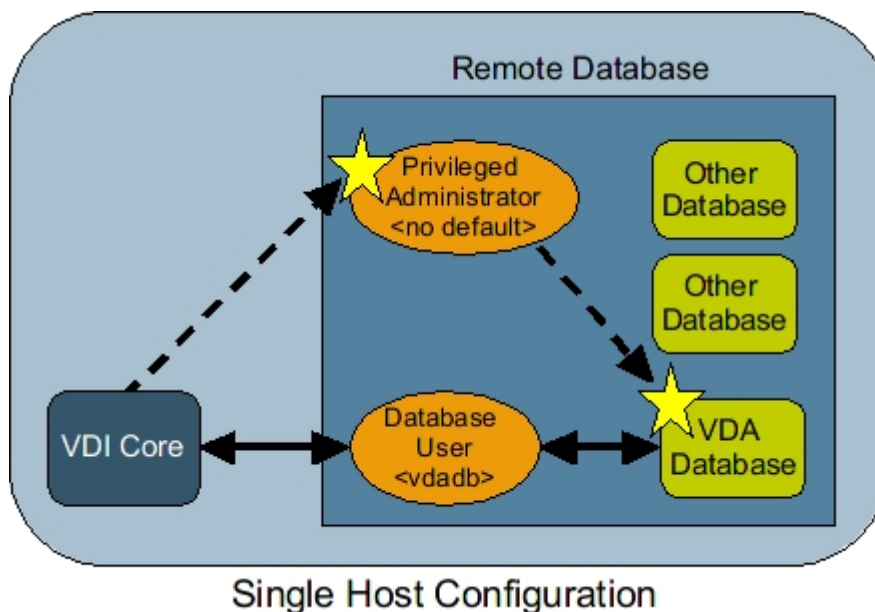 Remote Database
Privileged
Administrator
<no default>
Other
Database
Other
Database
VDI Core
Database
User
<vdadb>
VDA
Database
Single Host Configuration